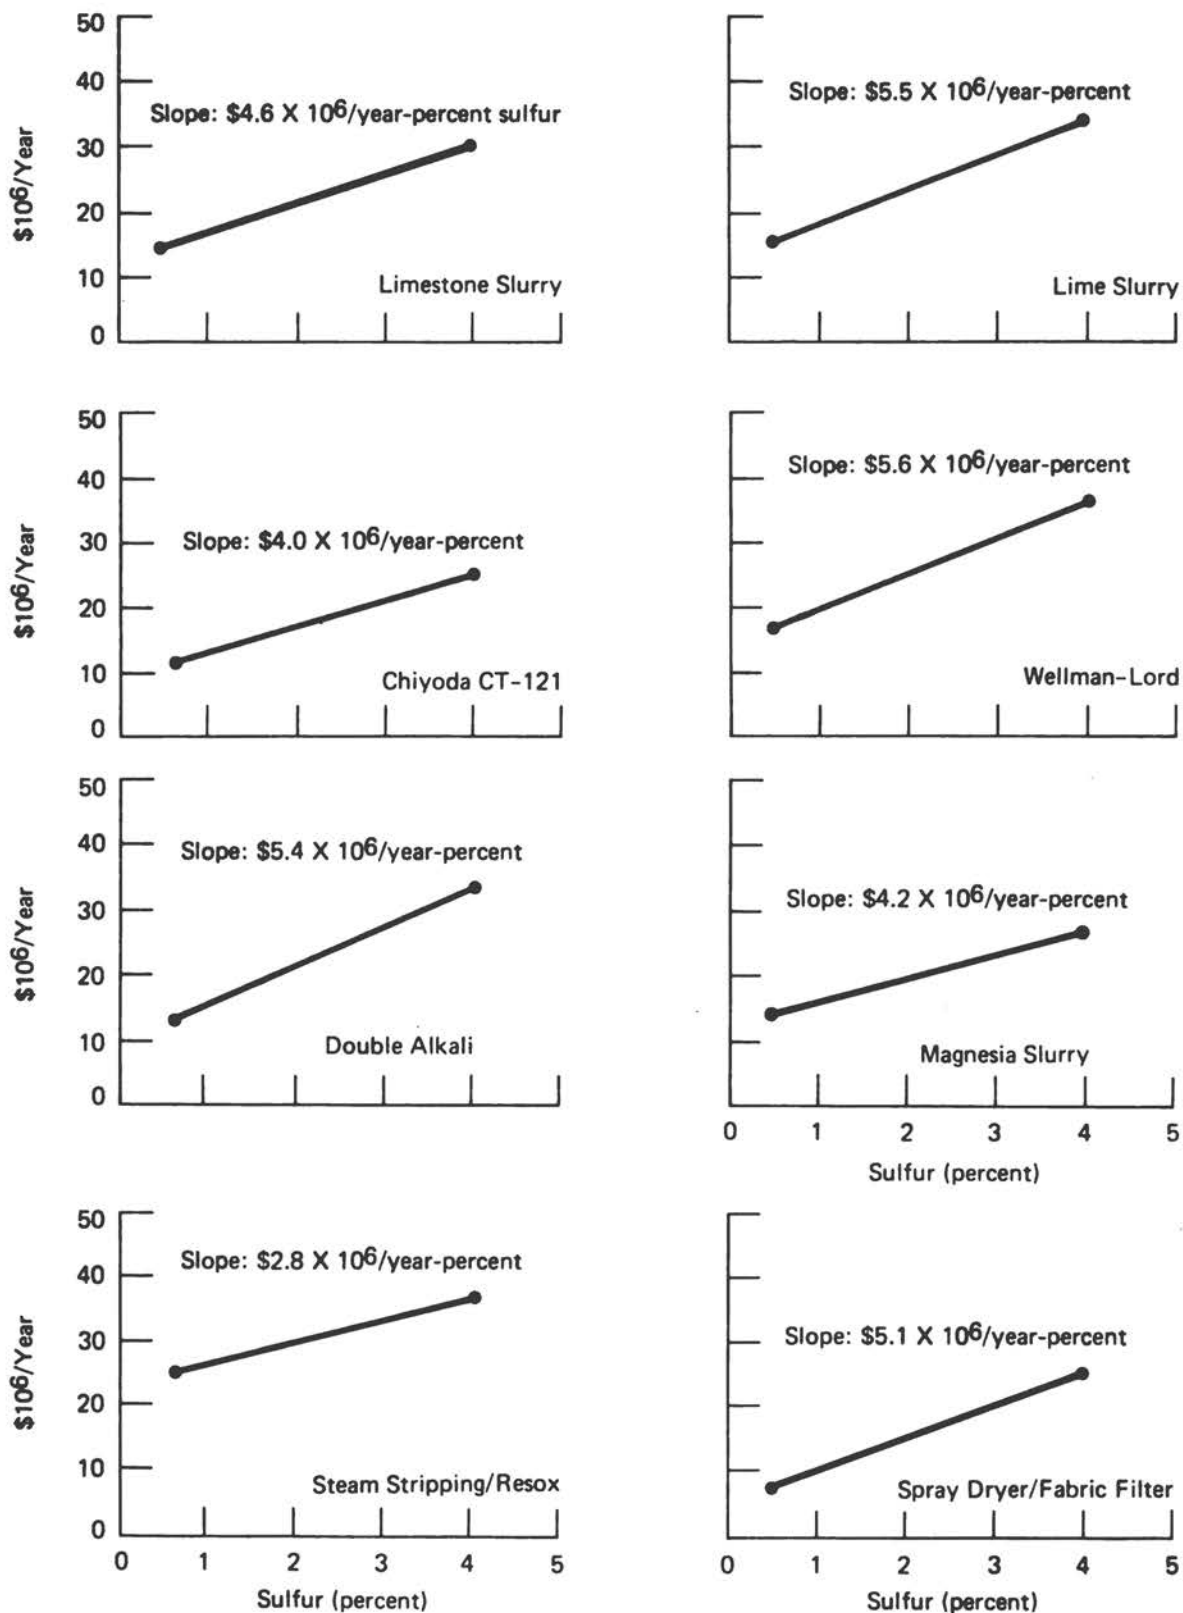 50
40
Slope: $4.6 X 10⁶/year-percent sulfur
30
20
10
0
$10⁶/Year
Limestone Slurry
Slope: $5.5 X 10⁶/year-percent
Lime Slurry
50
40
30
Slope: $4.0 X 10⁶/year-percent
20
10
0
$10⁶/Year
Chiyoda CT-121
Slope: $5.6 X 10⁶/year-percent
Wellman-Lord
50
40
Slope: $5.4 X 10⁶/year-percent
30
20
10
0
$10⁶/Year
Double Alkali
Slope: $4.2 X 10⁶/year-percent
Magnesia Slurry
0 1 2 3 4 5
Sulfur (percent)
50
Slope: $2.8 X 10⁶/year-percent
40
30
20
10
0
$10⁶/Year
Steam Stripping/Resox
0 1 2 3 4 5
Sulfur (percent)
Slope: $5.1 X 10⁶/year-percent
Spray Dryer/Fabric Filter
0 1 2 3 4 5
Sulfur (percent)